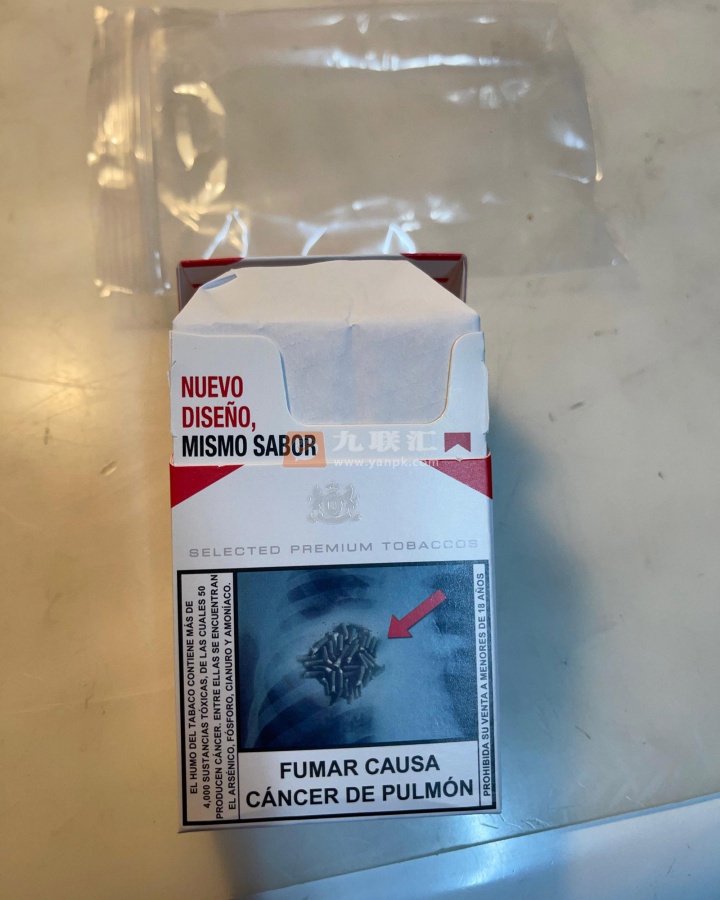 NUEVO
DISEÑO,
MISMO SABOR
九联汇
www.yanpk.com
SELECTED PREMIUM TOBACCOS
EL HUMO DEL TABACO CONTIENE MÁS DE
4,000 SUSTANCIAS TÓXICAS, DE LAS CUALES 50
PRODUCEN CÁNCER. ENTRE ELLAS SE ENCUENTRAN
EL ARSÉNICO, FÓSFORO, CIANURO Y AMONÍACO.
PROHIBIDA SU VENTA A MENORES DE 18 AÑOS
FUMAR CAUSA
CÁNCER DE PULMÓN